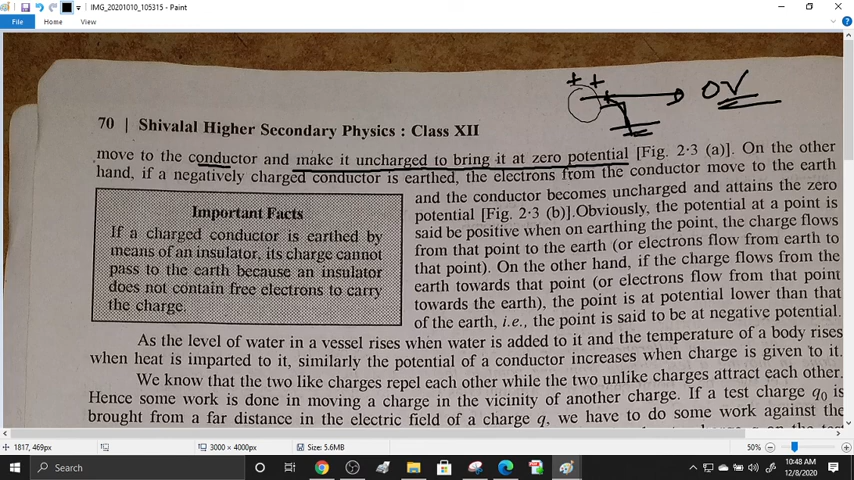 IMG_20201010_105315 - Paint
File
Home
View
++
0V
70 | Shivalal Higher Secondary Physics : Class XII
move to the conductor and make it uncharged to bring it at zero potential [Fig. 2·3 (a)]. On the other
hand, if a negatively charged conductor is earthed, the electrons from the conductor move to the earth
and the conductor becomes uncharged and attains the zero
potential [Fig. 2·3 (b)].Obviously, the potential at a point is
said be positive when on earthing the point, the charge flows
from that point to the earth (or electrons flow from earth to
that point). On the other hand, if the charge flows from the
earth towards that point (or electrons flow from that point
towards the earth), the point is at potential lower than that
of the earth, i.e., the point is said to be at negative potential.
Important Facts
If a charged conductor is earthed by
means of an insulator, its charge cannot
pass to the earth because an insulator
does not contain free electrons to carry
the charge.
As the level of water in a vessel rises when water is added to it and the temperature of a body rises
when heat is imparted to it, similarly the potential of a conductor increases when charge is given to it.
We know that the two like charges repel each other while the two unlike charges attract each other.
Hence some work is done in moving a charge in the vicinity of another charge. If a test charge q0 is
brought from a far distance in the electric field of a charge q, we have to do some work against the
1817, 469px
3000 × 4000px
Size: 5.6MB
50%
Search
10:48 AM
12/8/2020